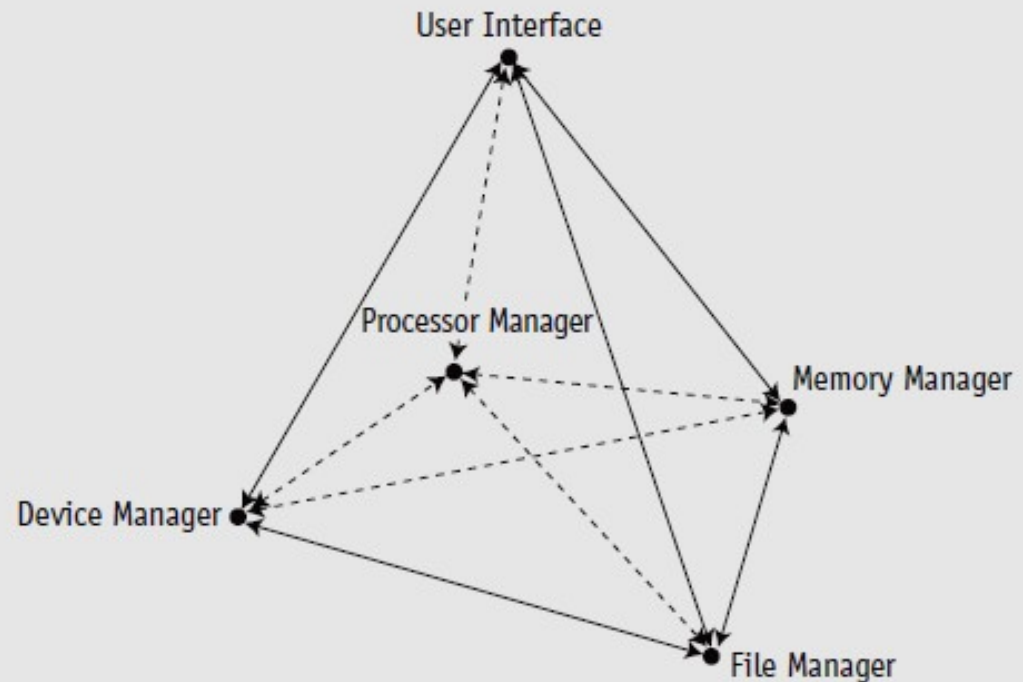 User Interface
Processor Manager
Memory Manager
Device Manager
File Manager